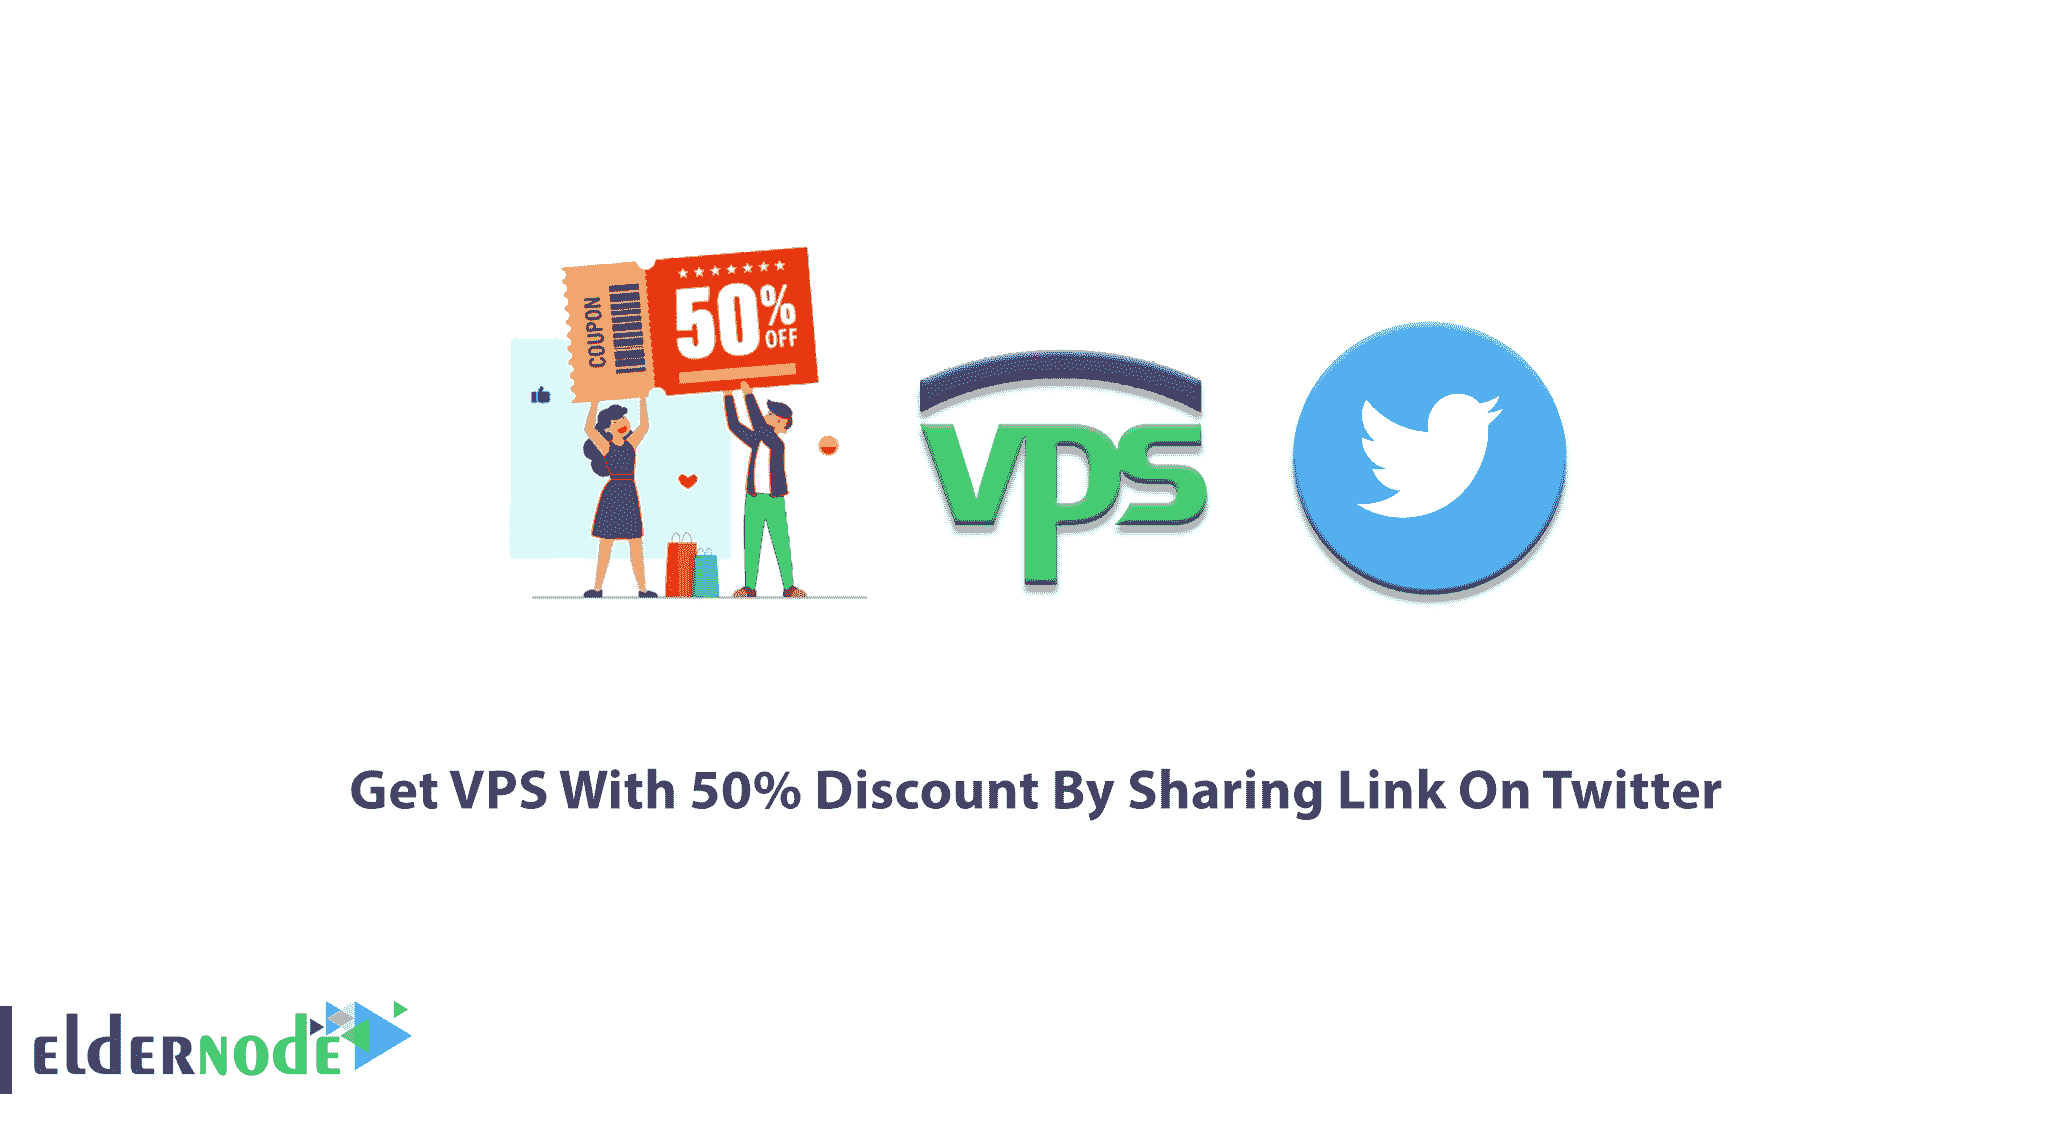 COUPON
50%
OFF
vps
Get VPS With 50% Discount By Sharing Link On Twitter
EldERNOdE